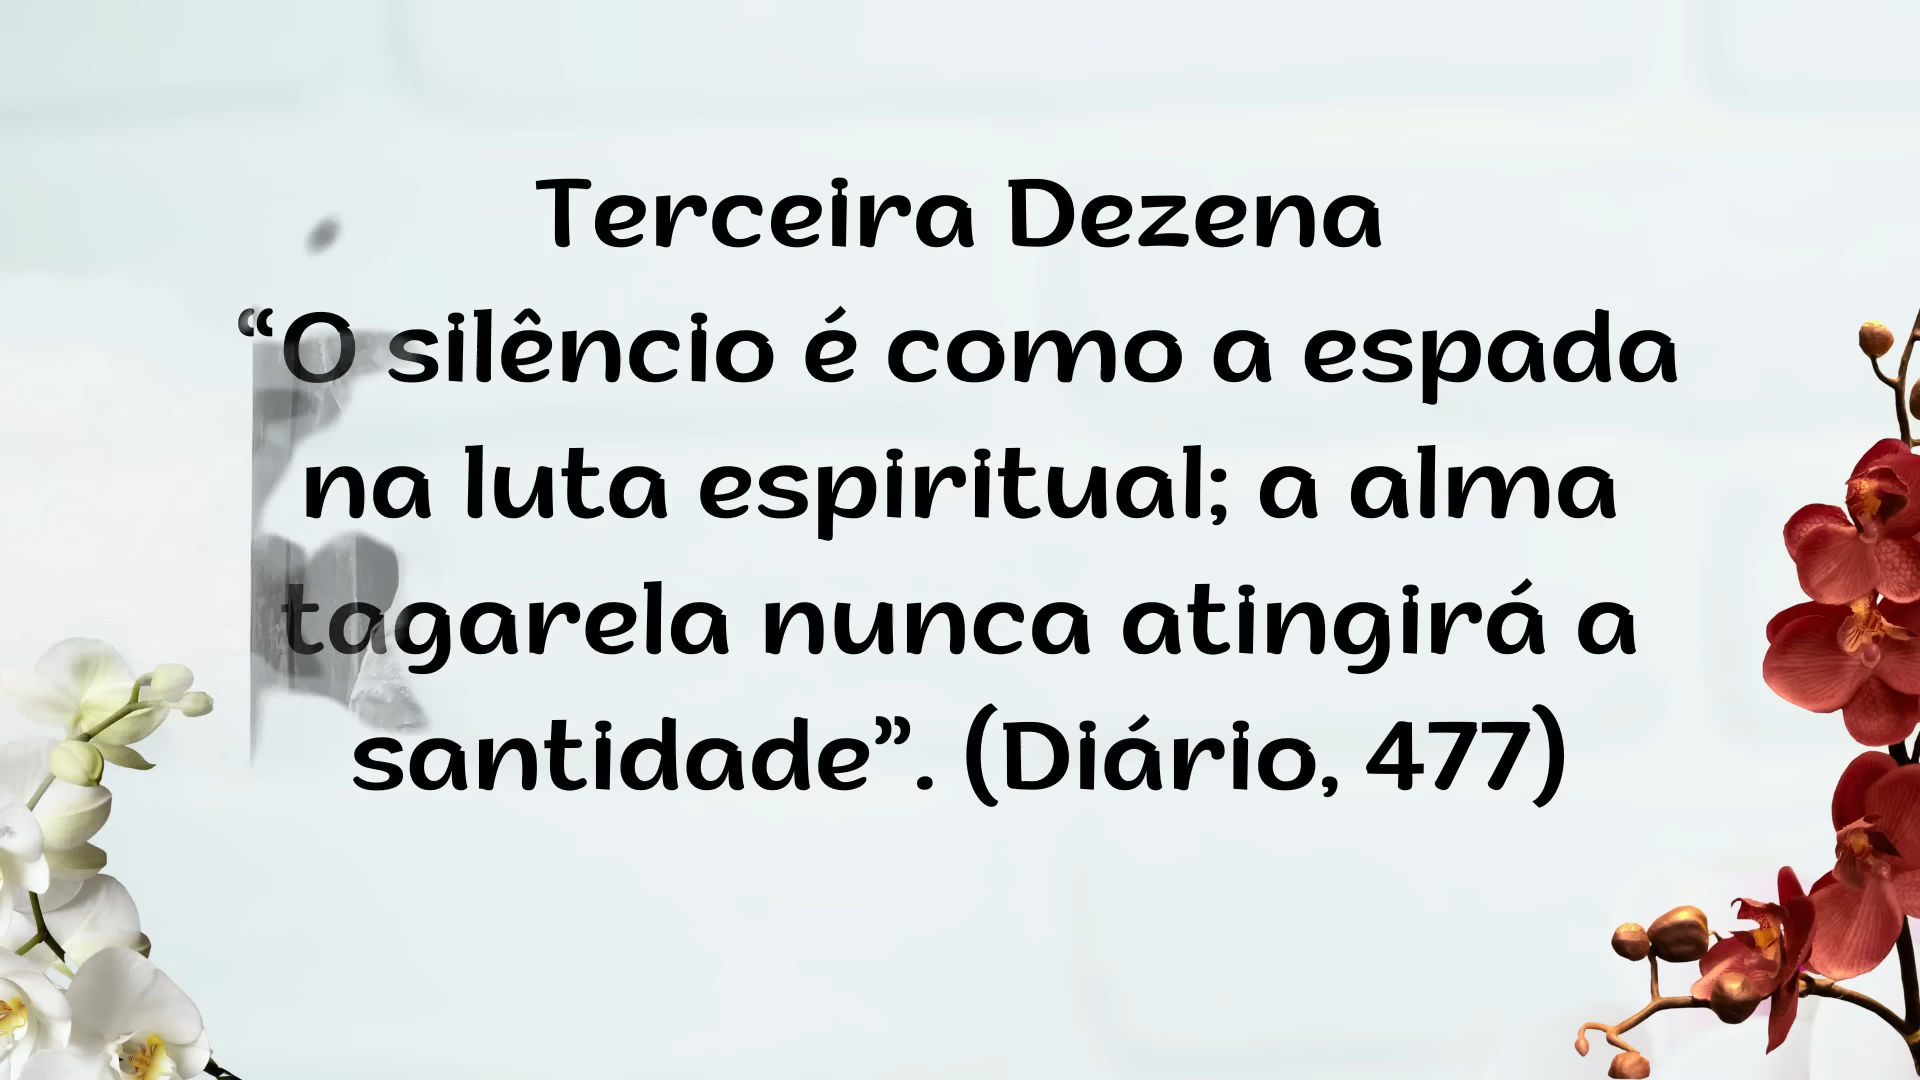 Terceira Dezena
“O silêncio é como a espada
na luta espiritual; a alma
tagarela nunca atingirá a
santidade”. (Diário, 477)